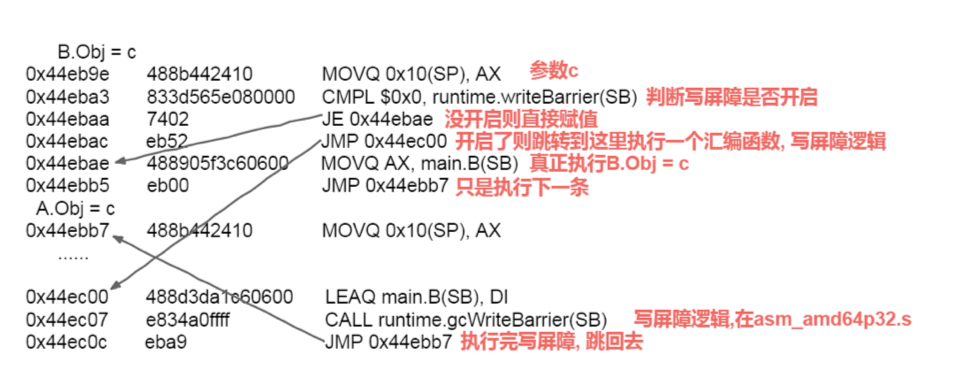 B.Obj = c
0x44eb9e 488b442410 MOVQ 0x10(SP), AX 参数c
0x44eba3 833d565e080000 CMPL $0x0, runtime.writeBarrier(SB) 判断写屏障是否开启
0x44ebaa 7402 JE 0x44ebae 没开启则直接赋值
0x44ebac eb52 JMP 0x44ec00 开启了则跳转到这里执行一个汇编函数, 写屏障逻辑
0x44ebae 488905f3c60600 MOVQ AX, main.B(SB) 真正执行B.Obj = c
0x44ebb5 eb00 JMP 0x44ebb7 只是执行下一条
A.Obj = c
0x44ebb7 488b442410 MOVQ 0x10(SP), AX
......
0x44ec00 488d3da1c60600 LEAQ main.B(SB), DI
0x44ec07 e834a0ffff CALL runtime.gcWriteBarrier(SB) 写屏障逻辑,在asm_amd64p32.s
0x44ec0c eba9 JMP 0x44ebb7 执行完写屏障, 跳回去